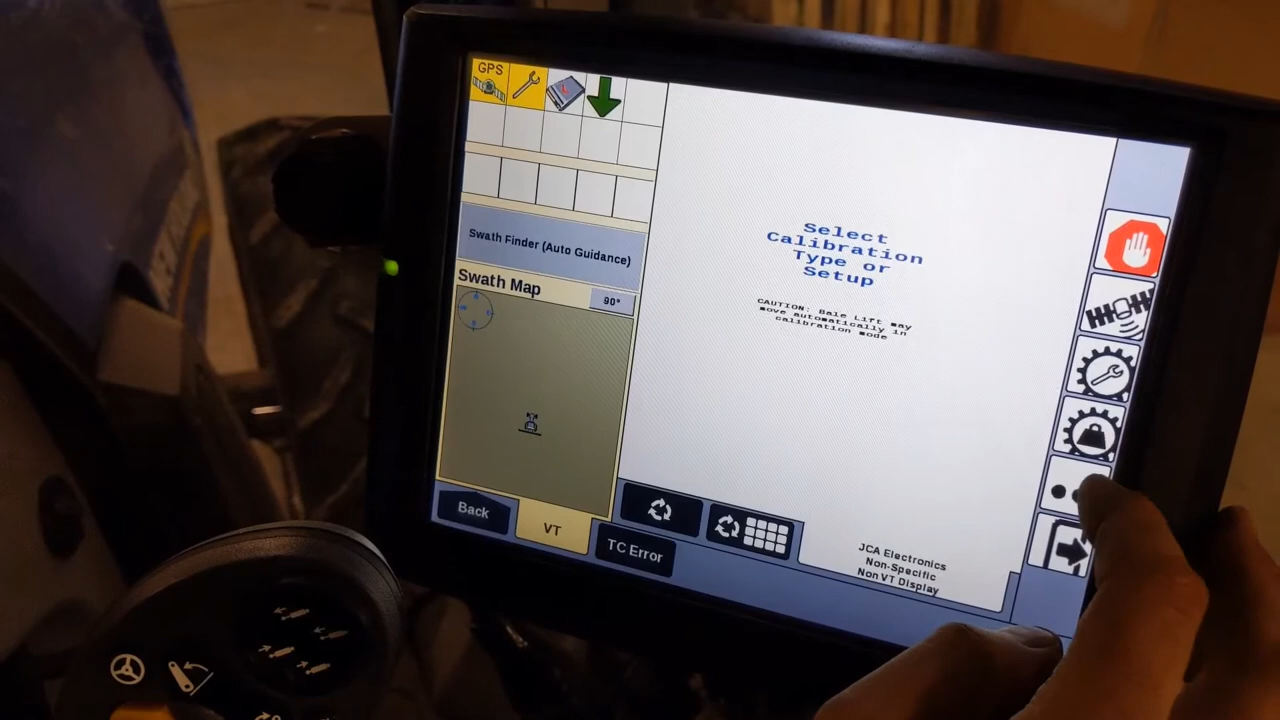 GPS
Swath Finder (Auto Guidance)
Swath Map
90°
Select
Calibration
Type or
Setup
CAUTION: Bale Lift may
move automatically in
calibration mode
Back
VT
TC Error
JCA Electronics
Non-Specific
Non VT Display